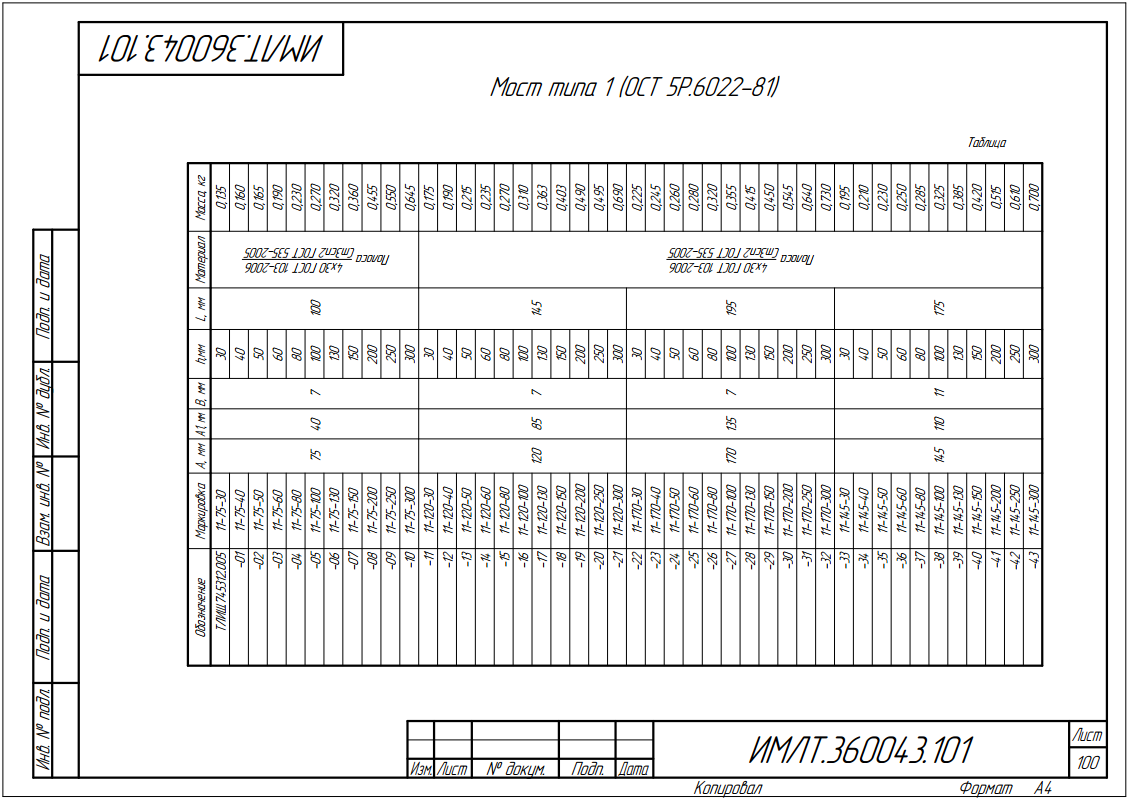 ИМЛТ.360043.101
Мост типа 1 (ОСТ 5Р.6022-81)
Таблица
Обозначение Маркировка А, мм А1, мм В, мм h,мм L, мм Материал Масса, кг
ТЛИЩ.745312.005 11-75-30 30 0,135
-01 11-75-40 40 0,160
-02 11-75-50 50 0,165
-03 11-75-60 60 0,190
-04 11-75-80 80 0,230
-05 11-75-100 75 40 7 100 100 Полоса 4х30 ГОСТ 103-2006 Ст3сп2 ГОСТ 535-2005 0,270
-06 11-75-130 130 0,320
-07 11-75-150 150 0,360
-08 11-75-200 200 0,455
-09 11-75-250 250 0,550
-10 11-75-300 300 0,645
-11 11-120-30 30 0,175
-12 11-120-40 40 0,190
-13 11-120-50 50 0,215
-14 11-120-60 60 0,235
-15 11-120-80 80 0,270
-16 11-120-100 100 0,310
-17 11-120-130 120 85 7 130 145 0,363
-18 11-120-150 150 0,403
-19 11-120-200 200 0,490
-20 11-120-250 250 0,495
-21 11-120-300 300 0,690
-22 11-170-30 30 0,225
-23 11-170-40 40 0,245
-24 11-170-50 50 0,260
-25 11-170-60 60 0,280
-26 11-170-80 80 0,320
-27 11-170-100 170 135 7 100 195 Полоса 4х30 ГОСТ 103-2006 Ст3сп2 ГОСТ 535-2005 0,355
-28 11-170-130 130 0,415
-29 11-170-150 150 0,450
-30 11-170-200 200 0,545
-31 11-170-250 250 0,640
-32 11-170-300 300 0,730
-33 11-145-30 30 0,195
-34 11-145-40 40 0,210
-35 11-145-50 50 0,230
-36 11-145-60 60 0,250
-37 11-145-80 80 0,285
-38 11-145-100 145 110 11 100 175 0,325
-39 11-145-130 130 0,385
-40 11-145-150 150 0,420
-41 11-145-200 200 0,515
-42 11-145-250 250 0,610
-43 11-145-300 300 0,700
Подп. и дата
Инв. № дубл.
Взам. инв. №
Подп. и дата
Инв. № подл.
Изм. Лист № докум. Подп. Дата
ИМЛТ.360043.101
Лист
100
Копировал Формат А4